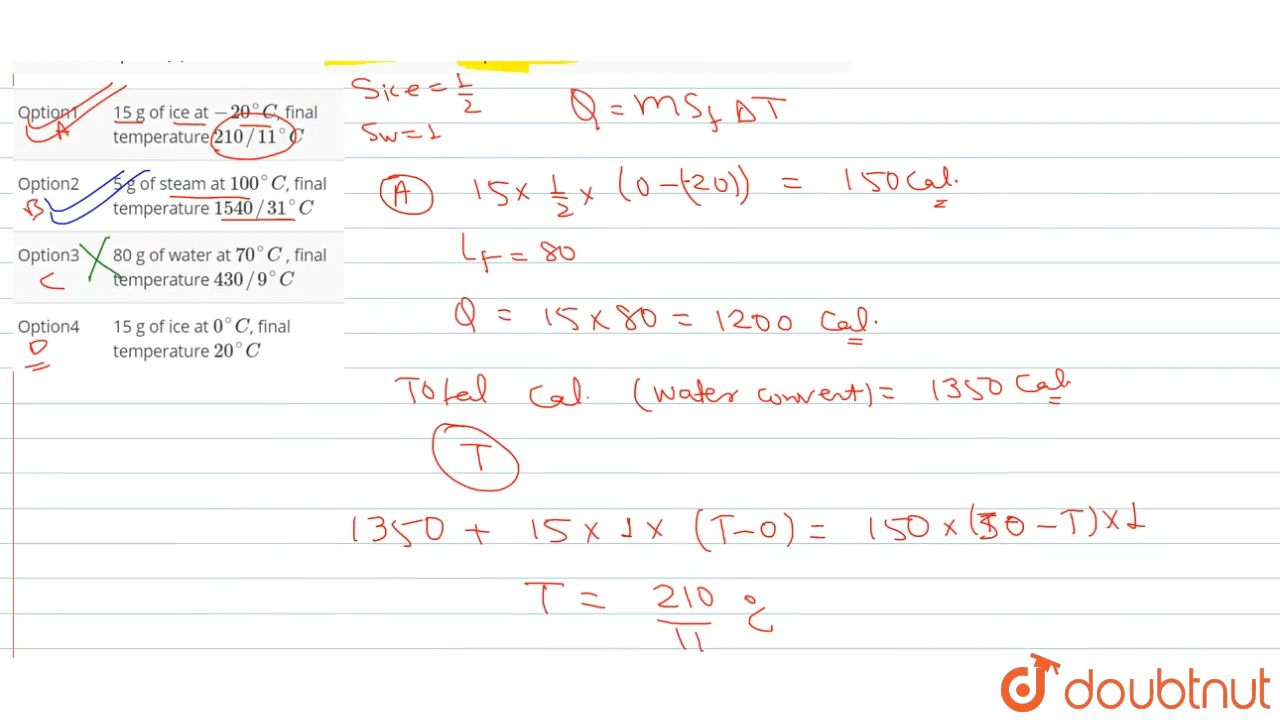 Option1 15 g of ice at −20°C, final
A temperature 210/11°C
Option2 5 g of steam at 100°C, final
B temperature 1540/31°C
Option3 80 g of water at 70°C , final
C temperature 430/9°C
Option4 15 g of ice at 0°C, final
D temperature 20°C
Sice = 1/2
Sw = 1
Q = m Sf ΔT
A 15 × 1/2 × (0-(-20)) = 150 Cal.
Lf = 80
Q = 15 × 80 = 1200 Cal.
Total Cal. (water convert) = 1350 Cal.
T
1350 + 15 × 1 × (T-0) = 150 × (30 - T) × 1
T = 210/11 °C
doubtnut